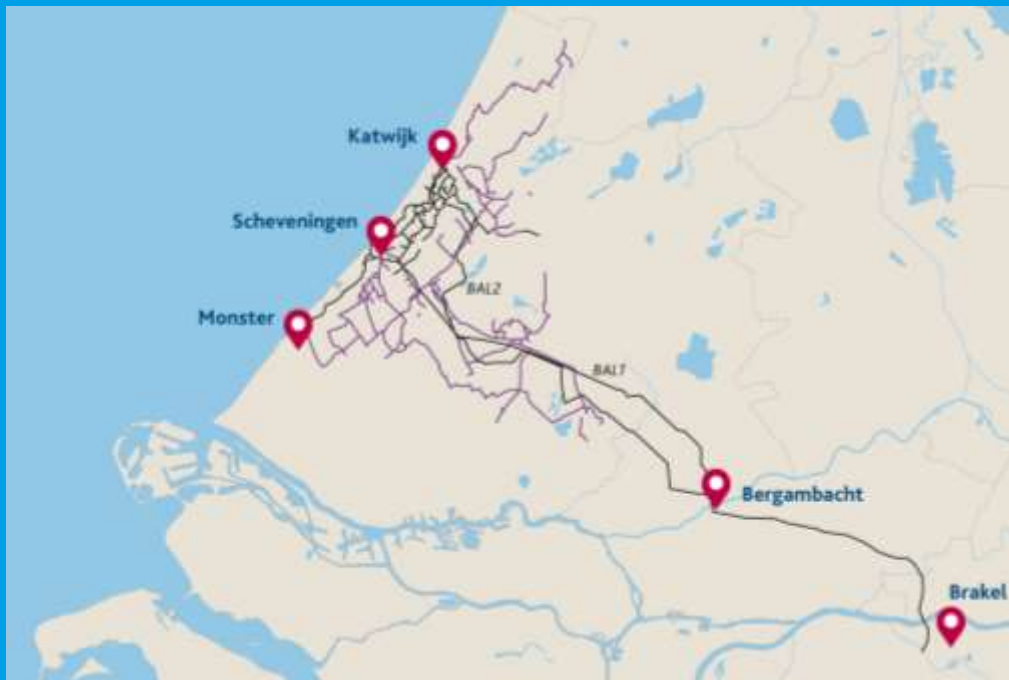 Katwijk
Scheveningen
BAL2
Monster
BAL1
Bergambacht
Brakel